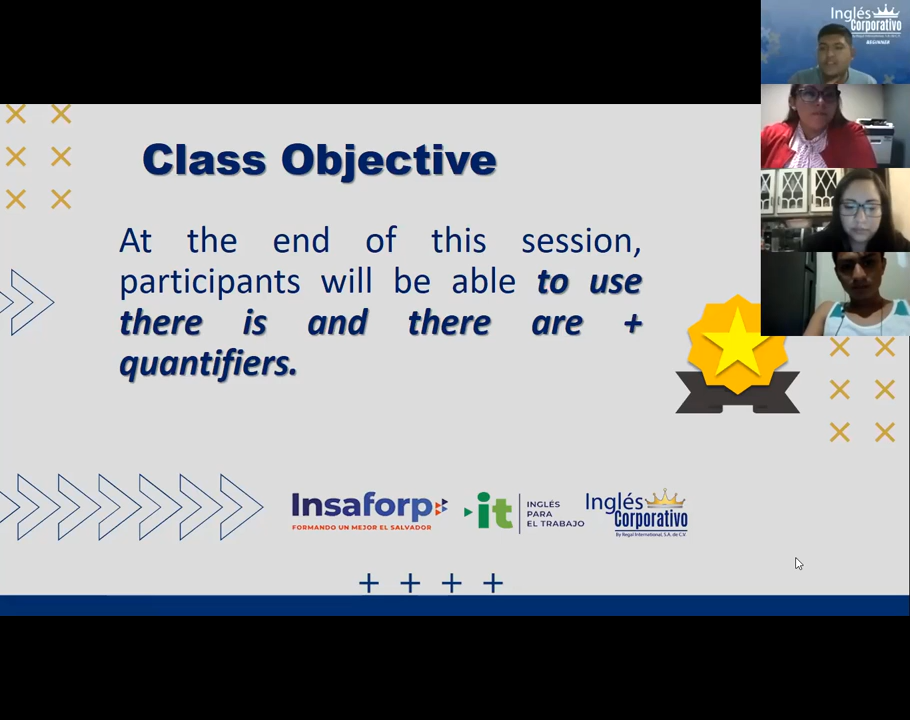 Inglés
Corporativo
BEGINNER
Class Objective
At the end of this session,
participants will be able to use
there is and there are +
quantifiers.
Insaforp
FORMANDO UN MEJOR EL SALVADOR
it
INGLÉS
PARA
EL TRABAJO
Inglés
Corporativo
By Regal International, S.A. de C.V.